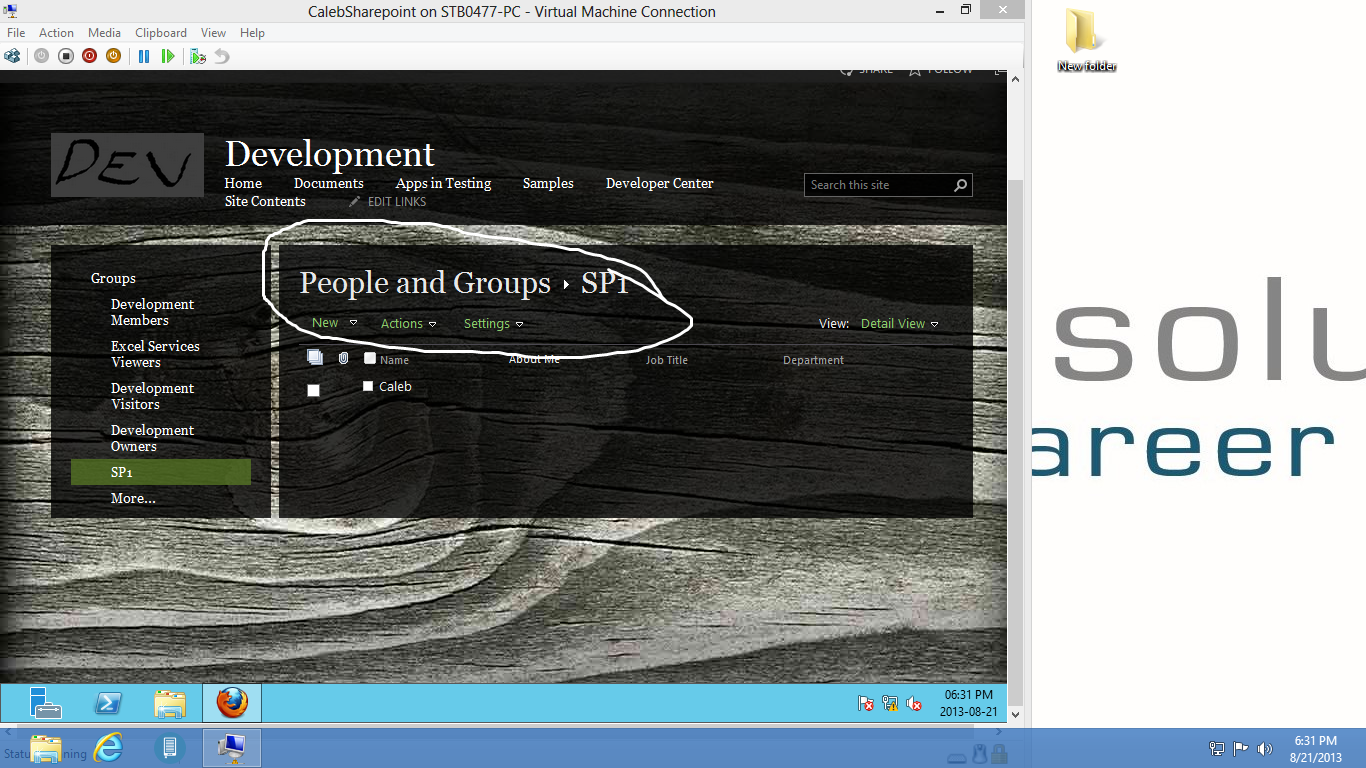 CalebSharepoint on STB0477-PC - Virtual Machine Connection
File Action Media Clipboard View Help
New folder
SHARE FOLLOW
DEV
Development
Home Documents Apps in Testing Samples Developer Center
Search this site
Site Contents EDIT LINKS
Groups
Development
Members
Excel Services
Viewers
Development
Visitors
Development
Owners
SP1
More...
People and Groups SP1
New Actions Settings
View: Detail View
Name About Me Job Title Department
Caleb
solu
areer
06:31 PM
2013-08-21
6:31 PM
8/21/2013